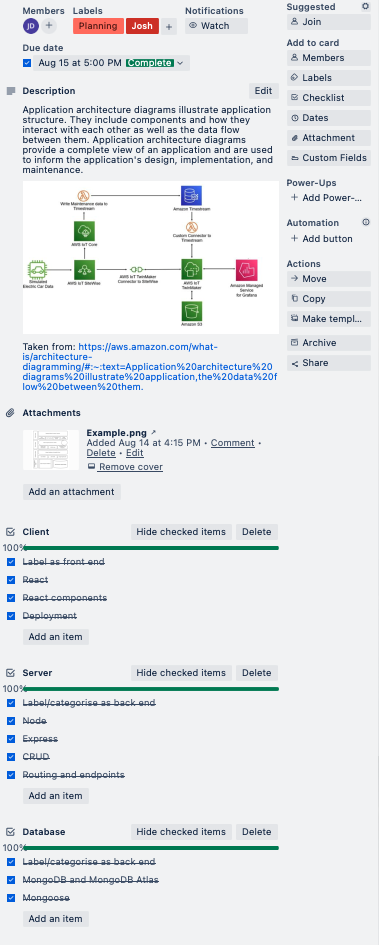 Members
Labels
Notifications
JD
+
Planning
Josh
+
Watch
Due date
Aug 15 at 5:00 PM Complete
Description
Edit
Application architecture diagrams illustrate application
structure. They include components and how they
interact with each other as well as the data flow
between them. Application architecture diagrams
provide a complete view of an application and are used
to inform the application's design, implementation, and
maintenance.
Write Maintenance data to
Timestream
Amazon Timestream
AWS IoT Core
Custom Connector to
Timestream
Simulated
Electric Car Data
AWS IoT SiteWise
AWS IoT TwinMaker
Connector to SiteWise
AWS IoT
TwinMaker
Amazon Managed
Service
for Grafana
Amazon S3
Taken from: https://aws.amazon.com/what-
is/architecture-
diagramming/#:~:text=Application%20architecture%20
diagrams%20illustrate%20application,the%20data%20f
low%20between%20them.
Attachments
Example.png ↗
Added Aug 14 at 4:15 PM • Comment •
Delete • Edit
Remove cover
Add an attachment
Client
Hide checked items
Delete
100%
Label as front end
React
React components
Deployment
Add an item
Server
Hide checked items
Delete
100%
Label/categorise as back end
Node
Express
CRUD
Routing and endpoints
Add an item
Database
Hide checked items
Delete
100%
Label/categorise as back end
MongoDB and MongoDB Atlas
Mongoose
Add an item
Suggested
Join
Add to card
Members
Labels
Checklist
Dates
Attachment
Custom Fields
Power-Ups
+ Add Power-...
Automation
+ Add button
Actions
Move
Copy
Make templ...
Archive
Share